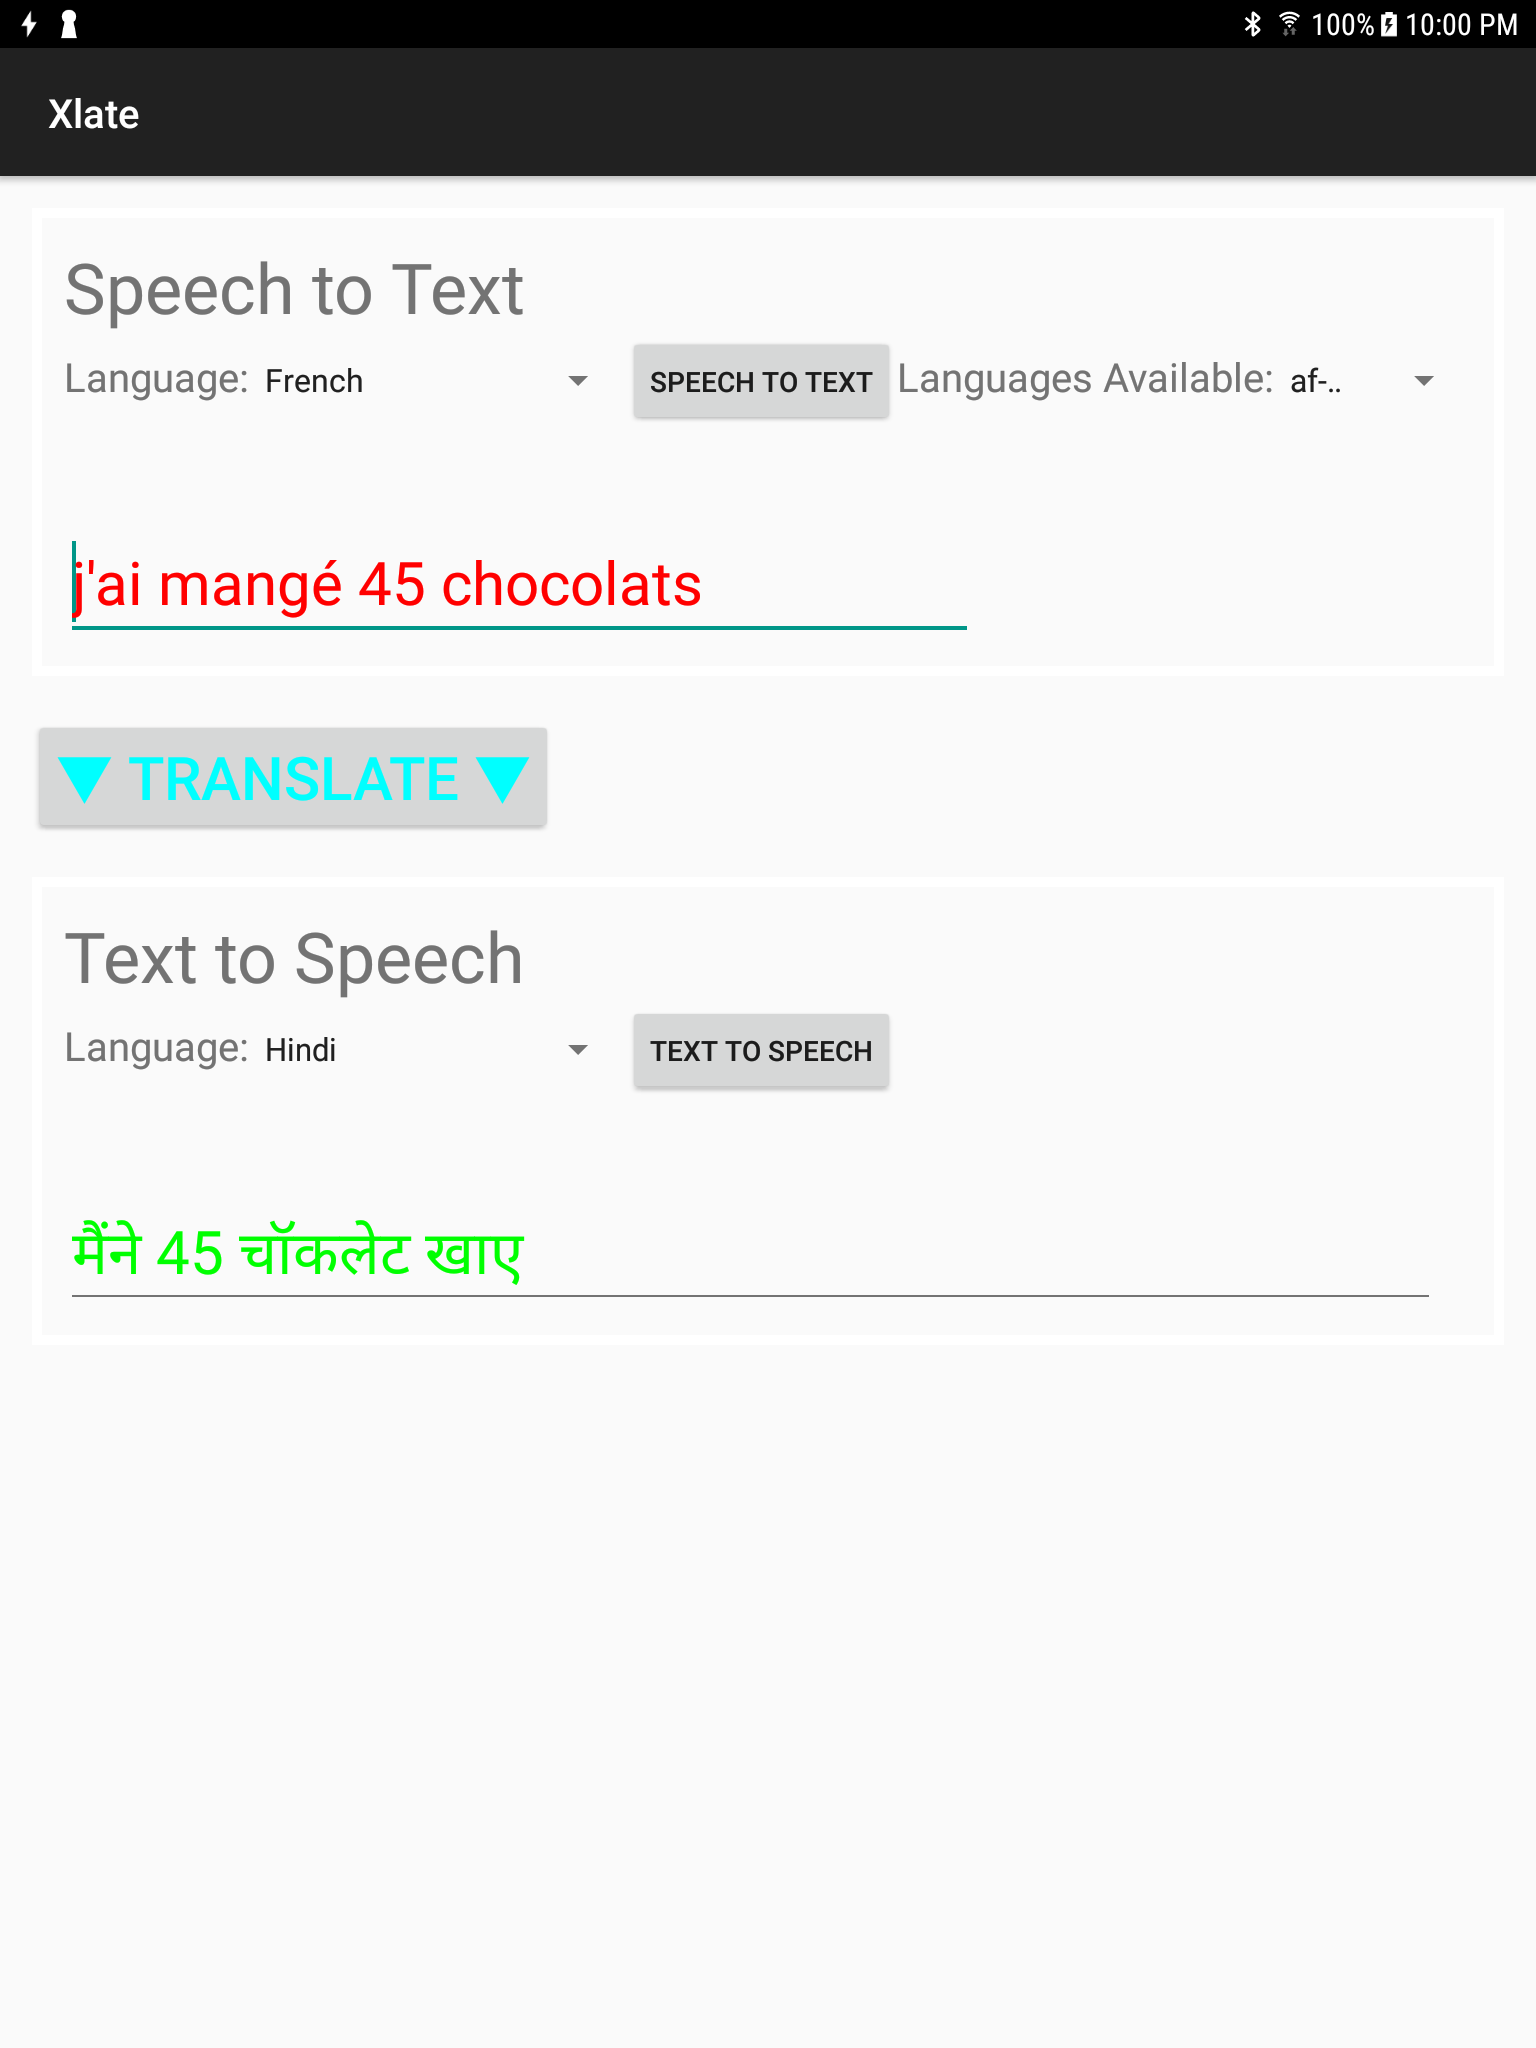 100% 10:00 PM
Xlate
Speech to Text
Language: French SPEECH TO TEXT Languages Available: af-..
j'ai mangé 45 chocolats
▼ TRANSLATE ▼
Text to Speech
Language: Hindi TEXT TO SPEECH
मैंने 45 चॉकलेट खाए